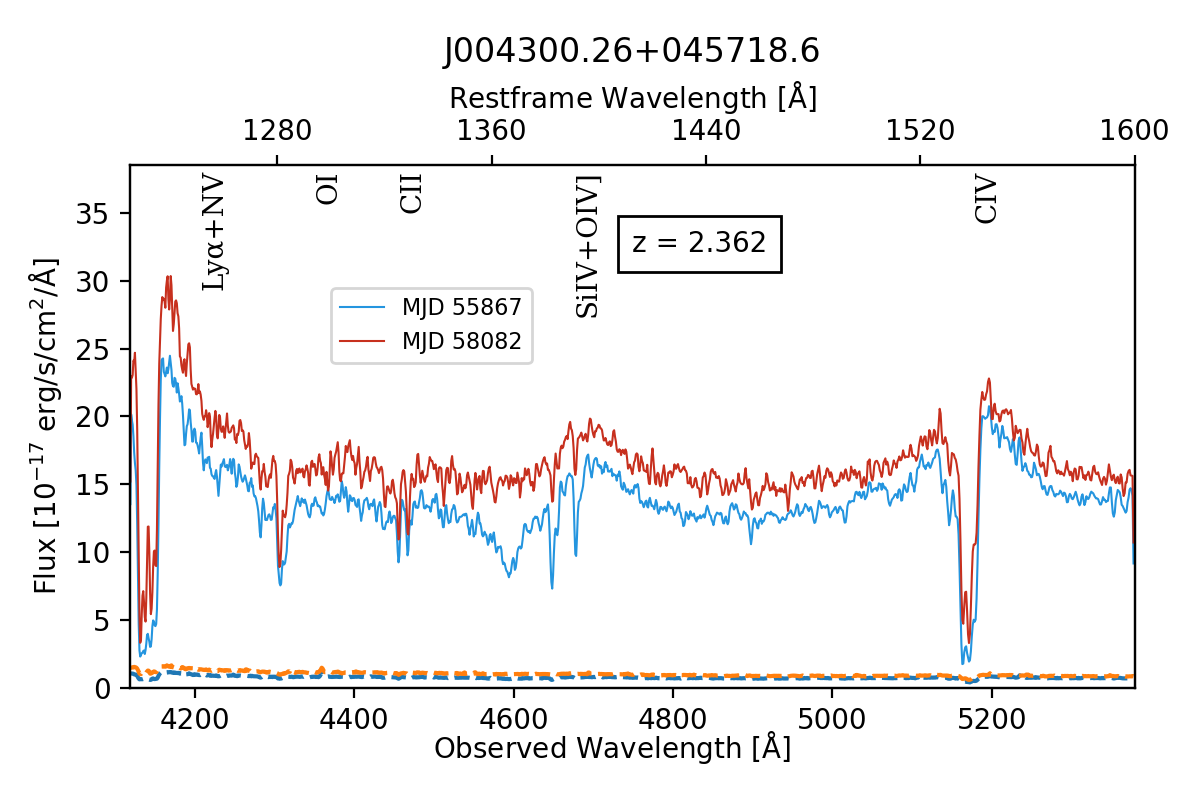 J004300.26+045718.6
Restframe Wavelength [Å]
1280 1360 1440 1520 1600
Lyα+NV
OI
CII
SiIV+OIV]
CIV
z = 2.362
MJD 55867
MJD 58082
Flux [10⁻¹⁷ erg/s/cm²/Å]
35
30
25
20
15
10
5
0
4200 4400 4600 4800 5000 5200
Observed Wavelength [Å]